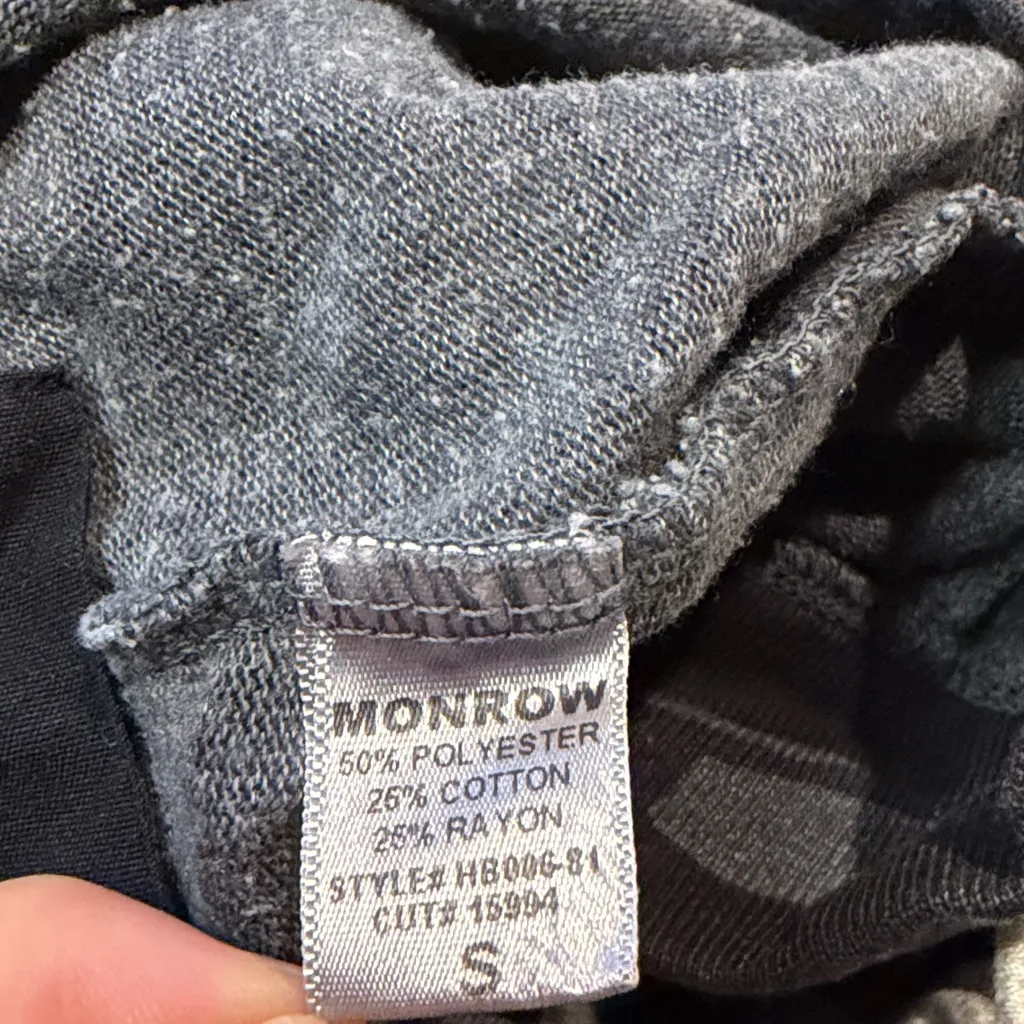 MONROW
50% POLYESTER
25% COTTON
25% RAYON
STYLE# HB006-81
CUT# 15994
S